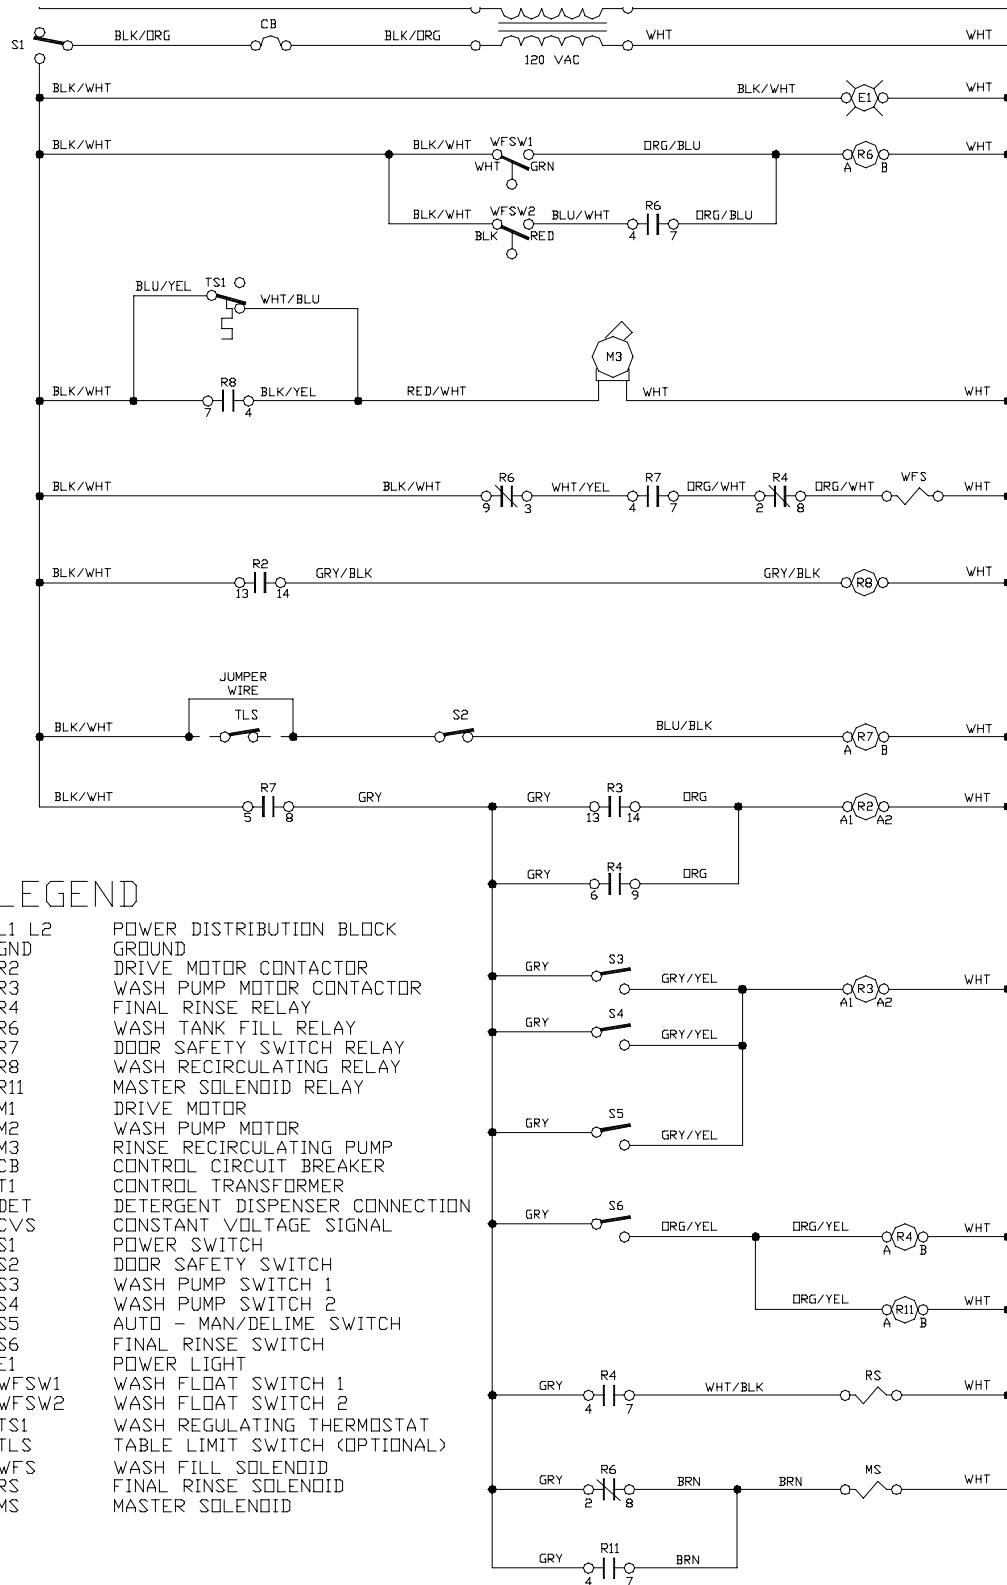 CB
S1 BLK/ORG BLK/ORG WHT WHT
120 VAC
BLK/WHT BLK/WHT E1 WHT
BLK/WHT BLK/WHT WFSW1 ORG/BLU R6 WHT
WHT GRN A B
BLK/WHT WFSW2 BLU/WHT R6 ORG/BLU
BLK RED 4 7
BLU/YEL TS1 WHT/BLU
M3
BLK/WHT R8 BLK/YEL RED/WHT WHT WHT
7 4
BLK/WHT BLK/WHT R6 WHT/YEL R7 ORG/WHT R4 ORG/WHT WFS WHT
9 3 4 7 2 8
BLK/WHT R2 GRY/BLK GRY/BLK R8 WHT
13 14
JUMPER
WIRE
BLK/WHT TLS S2 BLU/BLK R7 WHT
A B
BLK/WHT R7 GRY GRY R3 ORG R2 WHT
5 8 13 14 A1 A2
GRY R4 ORG
6 9
GRY S3 GRY/YEL R3 WHT
A1 A2
GRY S4 GRY/YEL
GRY S5 GRY/YEL
GRY S6 ORG/YEL ORG/YEL R4 WHT
A B
ORG/YEL R11 WHT
A B
GRY R4 WHT/BLK RS WHT
4 7
GRY R6 BRN BRN MS WHT
2 8
GRY R11 BRN
4 7
LEGEND
L1 L2 POWER DISTRIBUTION BLOCK
GND GROUND
R2 DRIVE MOTOR CONTACTOR
R3 WASH PUMP MOTOR CONTACTOR
R4 FINAL RINSE RELAY
R6 WASH TANK FILL RELAY
R7 DOOR SAFETY SWITCH RELAY
R8 WASH RECIRCULATING RELAY
R11 MASTER SOLENOID RELAY
M1 DRIVE MOTOR
M2 WASH PUMP MOTOR
M3 RINSE RECIRCULATING PUMP
CB CONTROL CIRCUIT BREAKER
T1 CONTROL TRANSFORMER
DET DETERGENT DISPENSER CONNECTION
CVS CONSTANT VOLTAGE SIGNAL
S1 POWER SWITCH
S2 DOOR SAFETY SWITCH
S3 WASH PUMP SWITCH 1
S4 WASH PUMP SWITCH 2
S5 AUTO - MAN/DELIME SWITCH
S6 FINAL RINSE SWITCH
E1 POWER LIGHT
WFSW1 WASH FLOAT SWITCH 1
WFSW2 WASH FLOAT SWITCH 2
TS1 WASH REGULATING THERMOSTAT
TLS TABLE LIMIT SWITCH (OPTIONAL)
WFS WASH FILL SOLENOID
RS FINAL RINSE SOLENOID
MS MASTER SOLENOID